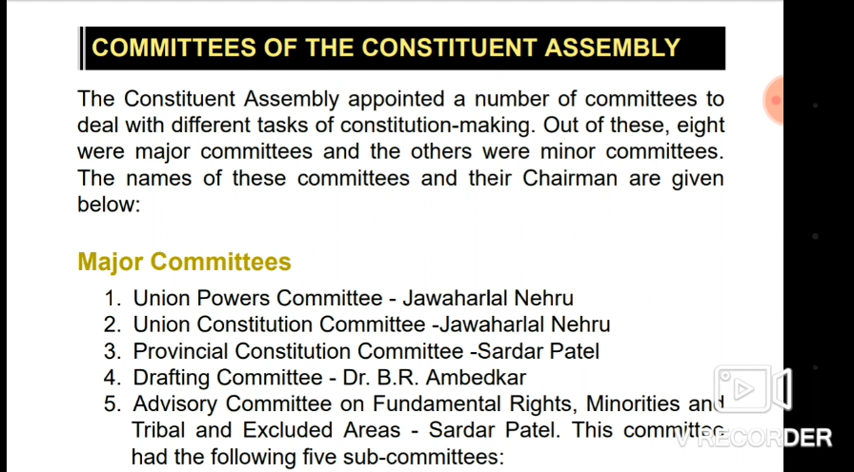 COMMITTEES OF THE CONSTITUENT ASSEMBLY
The Constituent Assembly appointed a number of committees to
deal with different tasks of constitution-making. Out of these, eight
were major committees and the others were minor committees.
The names of these committees and their Chairman are given
below:
Major Committees
1. Union Powers Committee - Jawaharlal Nehru
2. Union Constitution Committee -Jawaharlal Nehru
3. Provincial Constitution Committee -Sardar Patel
4. Drafting Committee - Dr. B.R. Ambedkar
5. Advisory Committee on Fundamental Rights, Minorities and
Tribal and Excluded Areas - Sardar Patel. This committee
had the following five sub-committees:
V RECORDER